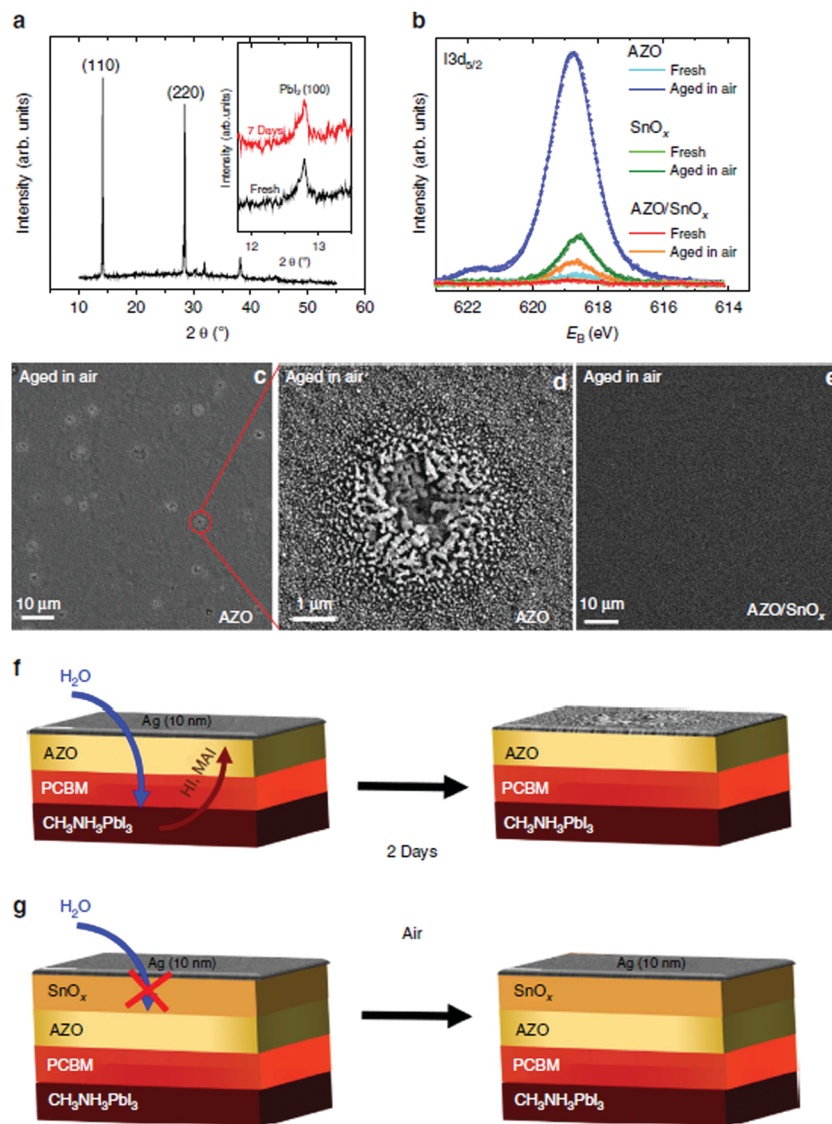 a
(110)
(220)
Intensity (arb. units)
10 20 30 40 50 60
2 θ (°)
PbI₂ (100)
7 Days
Fresh
Intensity (arb.units)
12 13
2 θ (°)
b
I3d₅/₂
AZO
Fresh
Aged in air
SnOₓ
Fresh
Aged in air
AZO/SnOₓ
Fresh
Aged in air
Intensity (arb. units)
622 620 618 616 614
E_B (eV)
Aged in air
c
10 μm
AZO
Aged in air
d
1 μm
AZO
Aged in air
e
10 μm
AZO/SnOₓ
f
H₂O
Ag (10 nm)
AZO
HI, MAI
PCBM
CH₃NH₃PbI₃
2 Days
AZO
PCBM
CH₃NH₃PbI₃
g
H₂O
Ag (10 nm)
SnOₓ
AZO
PCBM
CH₃NH₃PbI₃
Air
Ag (10 nm)
SnOₓ
AZO
PCBM
CH₃NH₃PbI₃